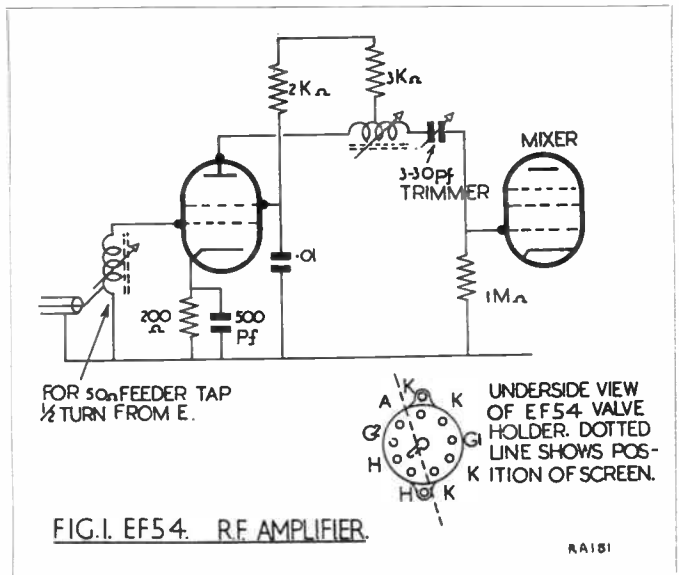 2KΩ
3KΩ
3-30pf
TRIMMER
MIXER
.01
200
Ω
500
Pf
1MΩ
FOR 50Ω FEEDER TAP
½ TURN FROM E.
K
A
K
G2
G1
H
K
H
K
UNDERSIDE VIEW
OF EF54 VALVE
HOLDER. DOTTED
LINE SHOWS POS-
ITION OF SCREEN.
FIG.1. EF54. R.F. AMPLIFIER.
RA151